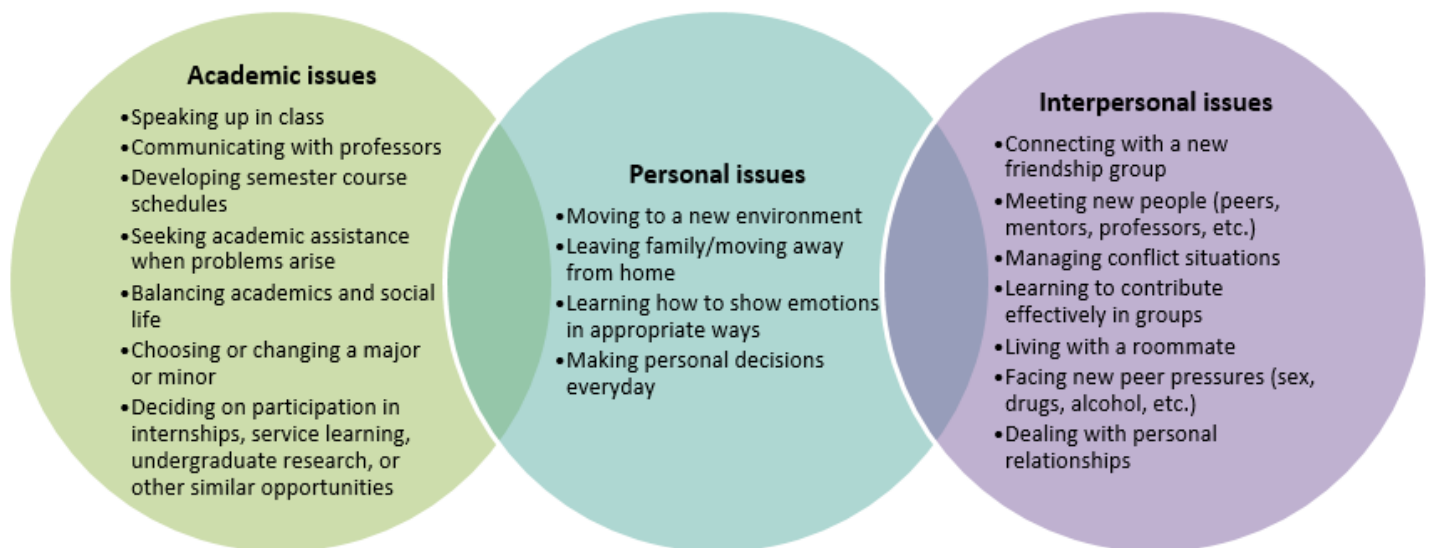 Academic issues
•Speaking up in class
•Communicating with professors
•Developing semester course
schedules
•Seeking academic assistance
when problems arise
•Balancing academics and social
life
•Choosing or changing a major
or minor
•Deciding on participation in
internships, service learning,
undergraduate research, or
other similar opportunities
Personal issues
•Moving to a new environment
•Leaving family/moving away
from home
•Learning how to show emotions
in appropriate ways
•Making personal decisions
everyday
Interpersonal issues
•Connecting with a new
friendship group
•Meeting new people (peers,
mentors, professors, etc.)
•Managing conflict situations
•Learning to contribute
effectively in groups
•Living with a roommate
•Facing new peer pressures (sex,
drugs, alcohol, etc.)
•Dealing with personal
relationships